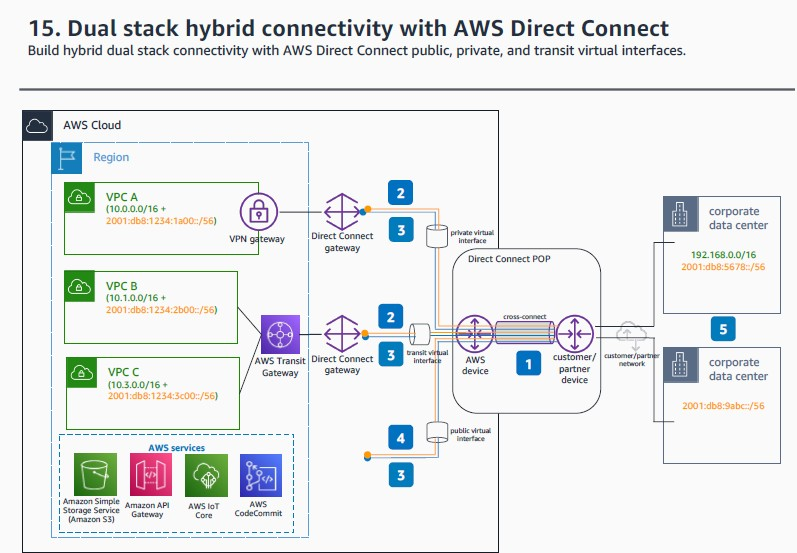 15. Dual stack hybrid connectivity with AWS Direct Connect
Build hybrid dual stack connectivity with AWS Direct Connect public, private, and transit virtual interfaces.
AWS Cloud
Region
VPC A
(10.0.0.0/16 +
2001:db8:1234:1a00::/56)
VPN gateway
Direct Connect
gateway
2
3
private virtual
interface
VPC B
(10.1.0.0/16 +
2001:db8:1234:2b00::/56)
AWS Transit
Gateway
Direct Connect
gateway
2
3
transit virtual
interface
VPC C
(10.3.0.0/16 +
2001:db8:1234:3c00::/56)
Direct Connect POP
cross-connect
AWS
device
1
customer/
partner
device
customer/partner
network
corporate
data center
192.168.0.0/16
2001:db8:5678::/56
5
corporate
data center
2001:db8:9abc::/56
4
3
public virtual
interface
AWS services
Amazon Simple
Storage Service
(Amazon S3)
Amazon API
Gateway
AWS IoT
Core
AWS
CodeCommit